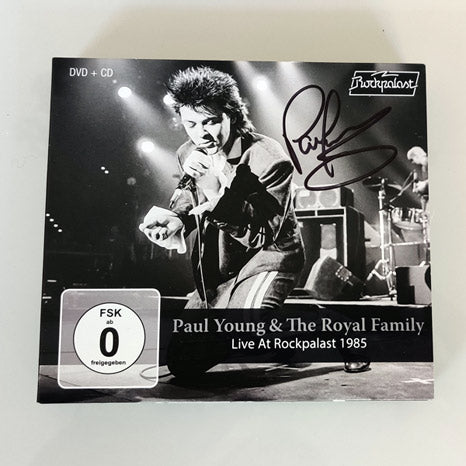 DVD + CD
Rockpalast
FSK
ab
0
freigegeben
Paul Young & The Royal Family
Live At Rockpalast 1985